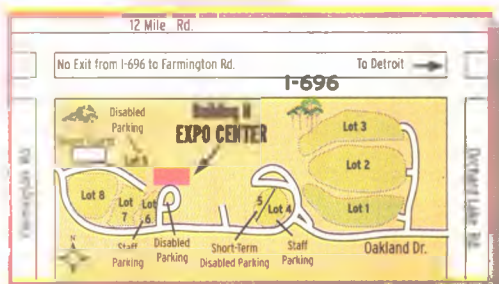 12 Mile Rd.
No Exit from I-696 to Farmington Rd.
To Detroit
I-696
Disabled
Parking
Building H
EXPO CENTER
Lot 3
Lot 2
Lot 1
Lot 8
Lot
7
Lot
6
5
Lot 4
N
Staff
Parking
Disabled
Parking
Short-Term
Disabled Parking
Staff
Parking
Oakland Dr.
Orchard Lake Rd.